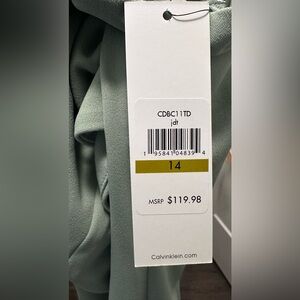 CDBC11TD
jdt
1 95841 04839 4
14
MSRP $119.98
Calvinklein.com